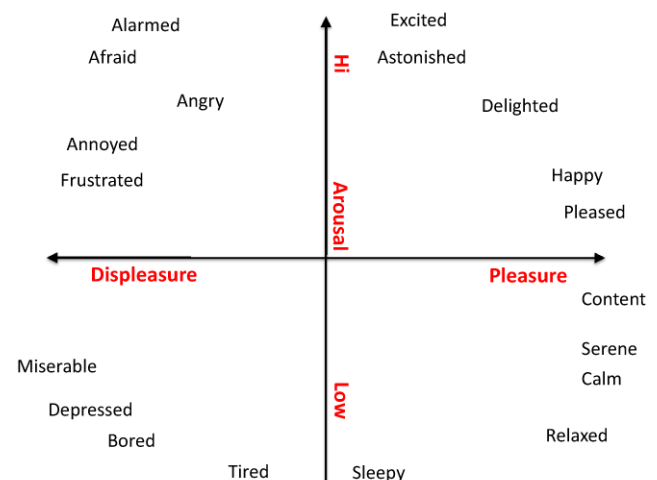 Alarmed
Excited
Afraid
Hi
Astonished
Angry
Delighted
Annoyed
Frustrated
Happy
Arousal
Pleased
Displeasure
Pleasure
Content
Serene
Miserable
Calm
Low
Depressed
Bored
Relaxed
Tired
Sleepy